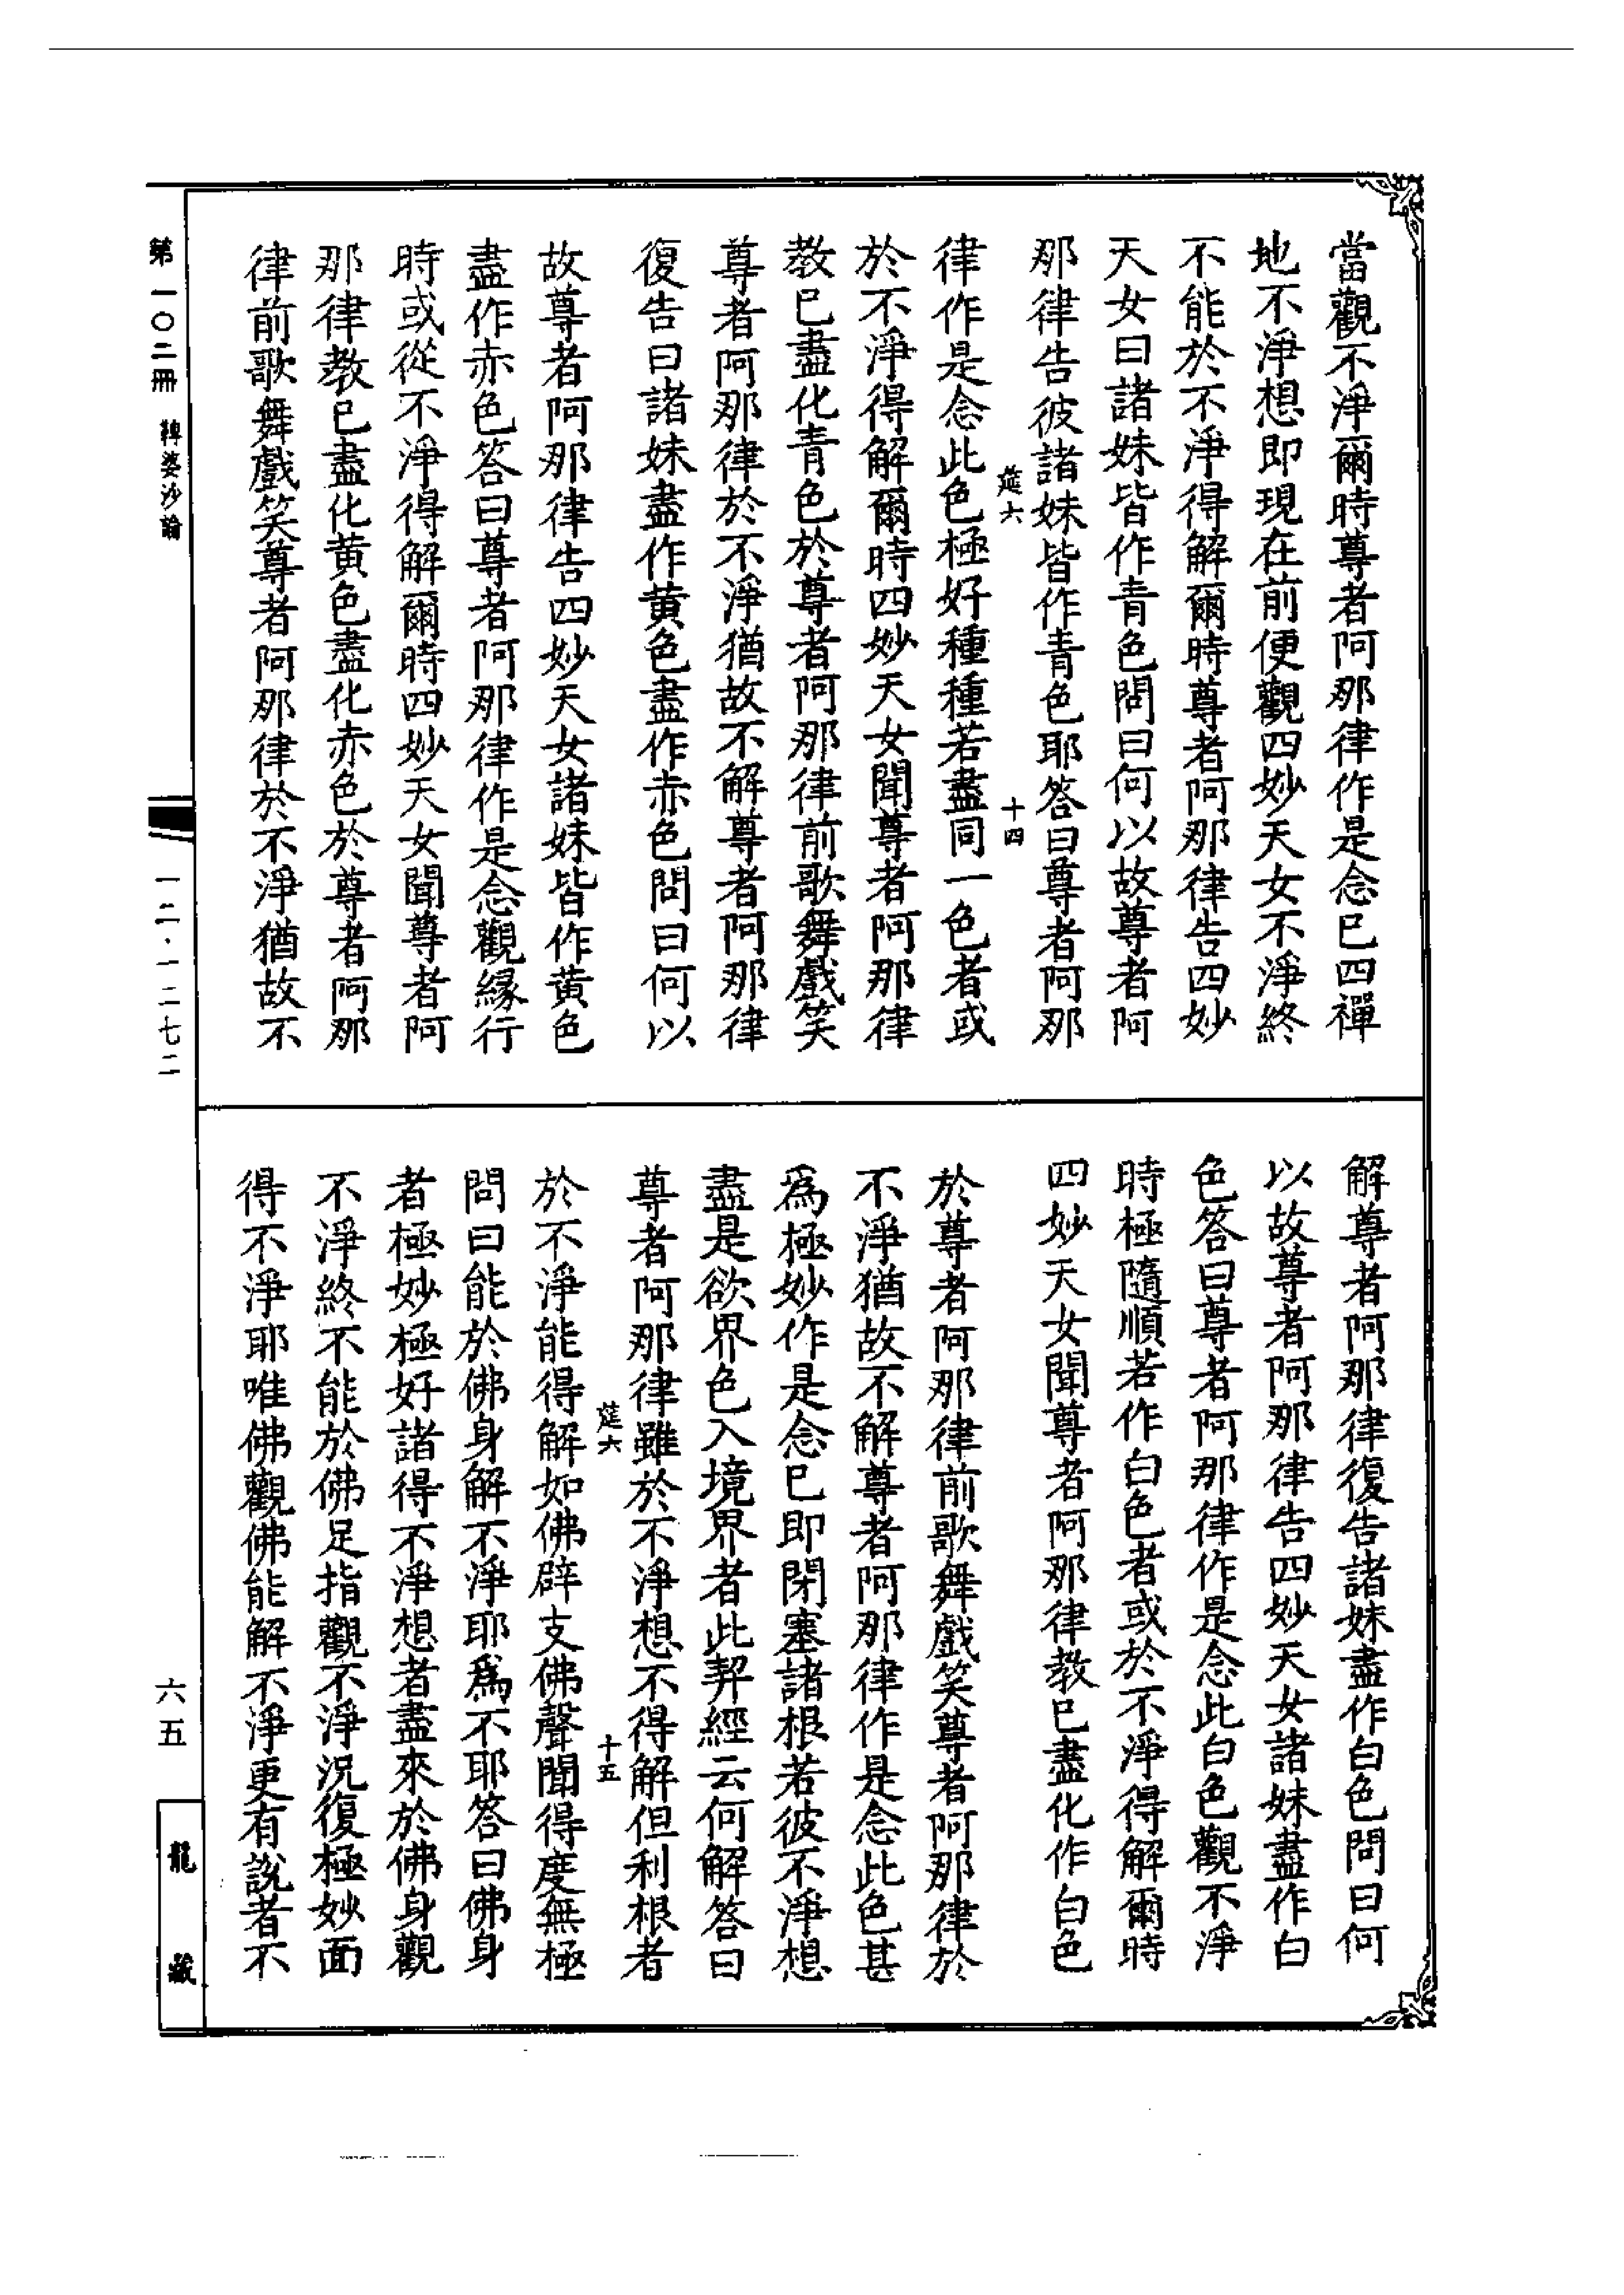 當觀不淨爾時尊者阿那律作是念已四禪
地不淨想即現在前便觀四妙天女不淨終
不能於不淨得解爾時尊者阿那律告四妙
天女曰諸妹皆作青色問曰何以故尊者阿
那律告彼諸妹皆作青色耶答曰尊者阿那
莚六 十四
律作是念此色極好種種若盡同一色者或
於不淨得解爾時四妙天女聞尊者阿那律
教已盡化青色於尊者阿那律前歌舞戲笑
尊者阿那律於不淨猶故不解尊者阿那律
復告曰諸妹盡作黄色盡作赤色問曰何以
故尊者阿那律告四妙天女諸妹皆作黄色
盡作赤色答曰尊者阿那律作是念觀緣行
時或從不淨得解爾時四妙天女聞尊者阿
那律教已盡化黄色盡化赤色於尊者阿那
律前歌舞戲笑尊者阿那律於不淨猶故不
解尊者阿那律復告諸妹盡作白色問曰何
以故尊者阿那律告四妙天女諸妹盡作白
色答曰尊者阿那律作是念此白色觀不淨
時極隨順若作白色者或於不淨得解爾時
四妙天女聞尊者阿那律教已盡化作白色
於尊者阿那律前歌舞戲笑尊者阿那律於
不淨猶故不解尊者阿那律作是念此色甚
爲極妙作是念已即閉塞諸根若彼不淨想
盡是欲界色入境界者此契經云何解答曰
尊者阿那律雖於不淨想不得解但利根者
莚六 十五
於不淨能得解如佛辟支佛聲聞得度無極
問曰能於佛身解不淨耶爲不耶答曰佛身
者極妙極好諸得不淨想者盡來於佛身觀
不淨終不能於佛足指觀不淨況復極妙面
得不淨耶唯佛觀佛能解不淨更有說者不
第一〇二冊 鞞婆沙論
一二·一二七二
六五
龍藏